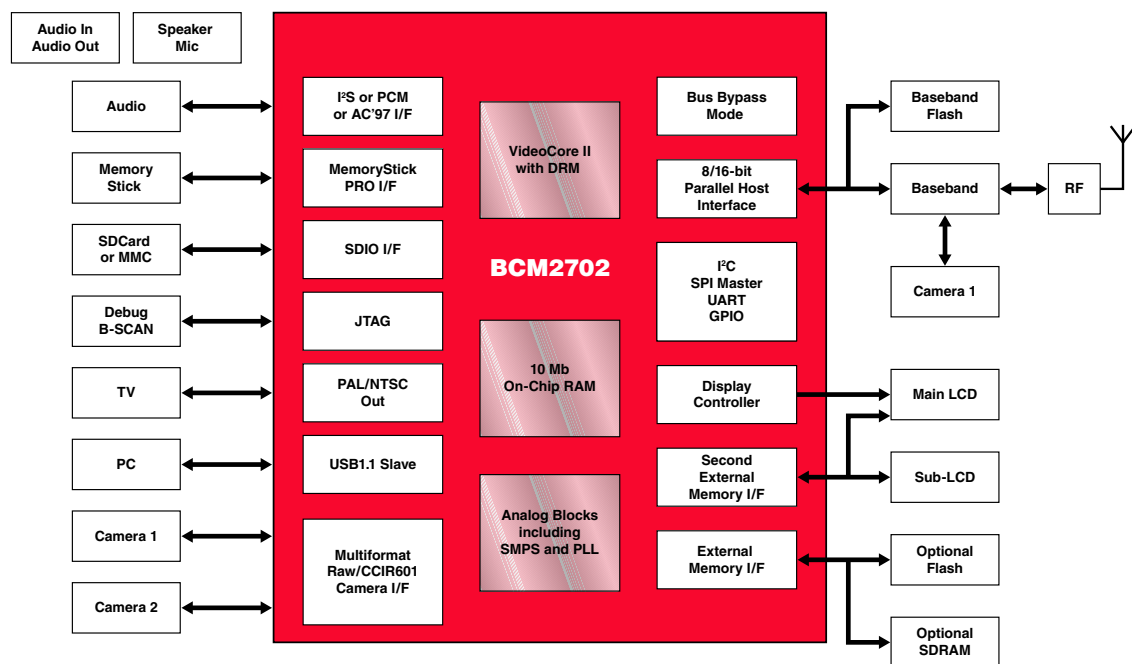 Audio In
Audio Out
Speaker
Mic
Audio
Memory
Stick
SDCard
or MMC
Debug
B-SCAN
TV
PC
Camera 1
Camera 2
I²S or PCM
or AC'97 I/F
MemoryStick
PRO I/F
SDIO I/F
JTAG
PAL/NTSC
Out
USB1.1 Slave
Multiformat
Raw/CCIR601
Camera I/F
VideoCore II
with DRM
BCM2702
10 Mb
On-Chip RAM
Analog Blocks
including
SMPS and PLL
Bus Bypass
Mode
8/16-bit
Parallel Host
Interface
I²C
SPI Master
UART
GPIO
Display
Controller
Second
External
Memory I/F
External
Memory I/F
Baseband
Flash
Baseband
RF
Camera 1
Main LCD
Sub-LCD
Optional
Flash
Optional
SDRAM